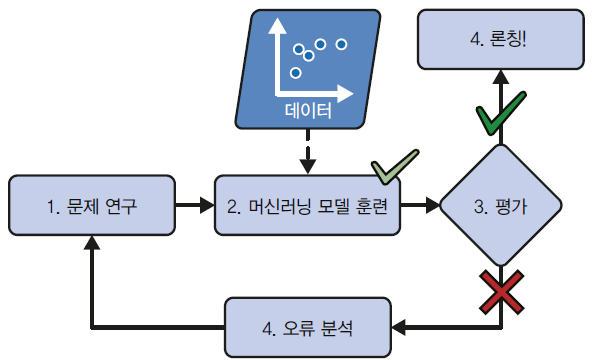 4. 론칭!
데이터
1. 문제 연구
2. 머신러닝 모델 훈련
3. 평가
4. 오류 분석